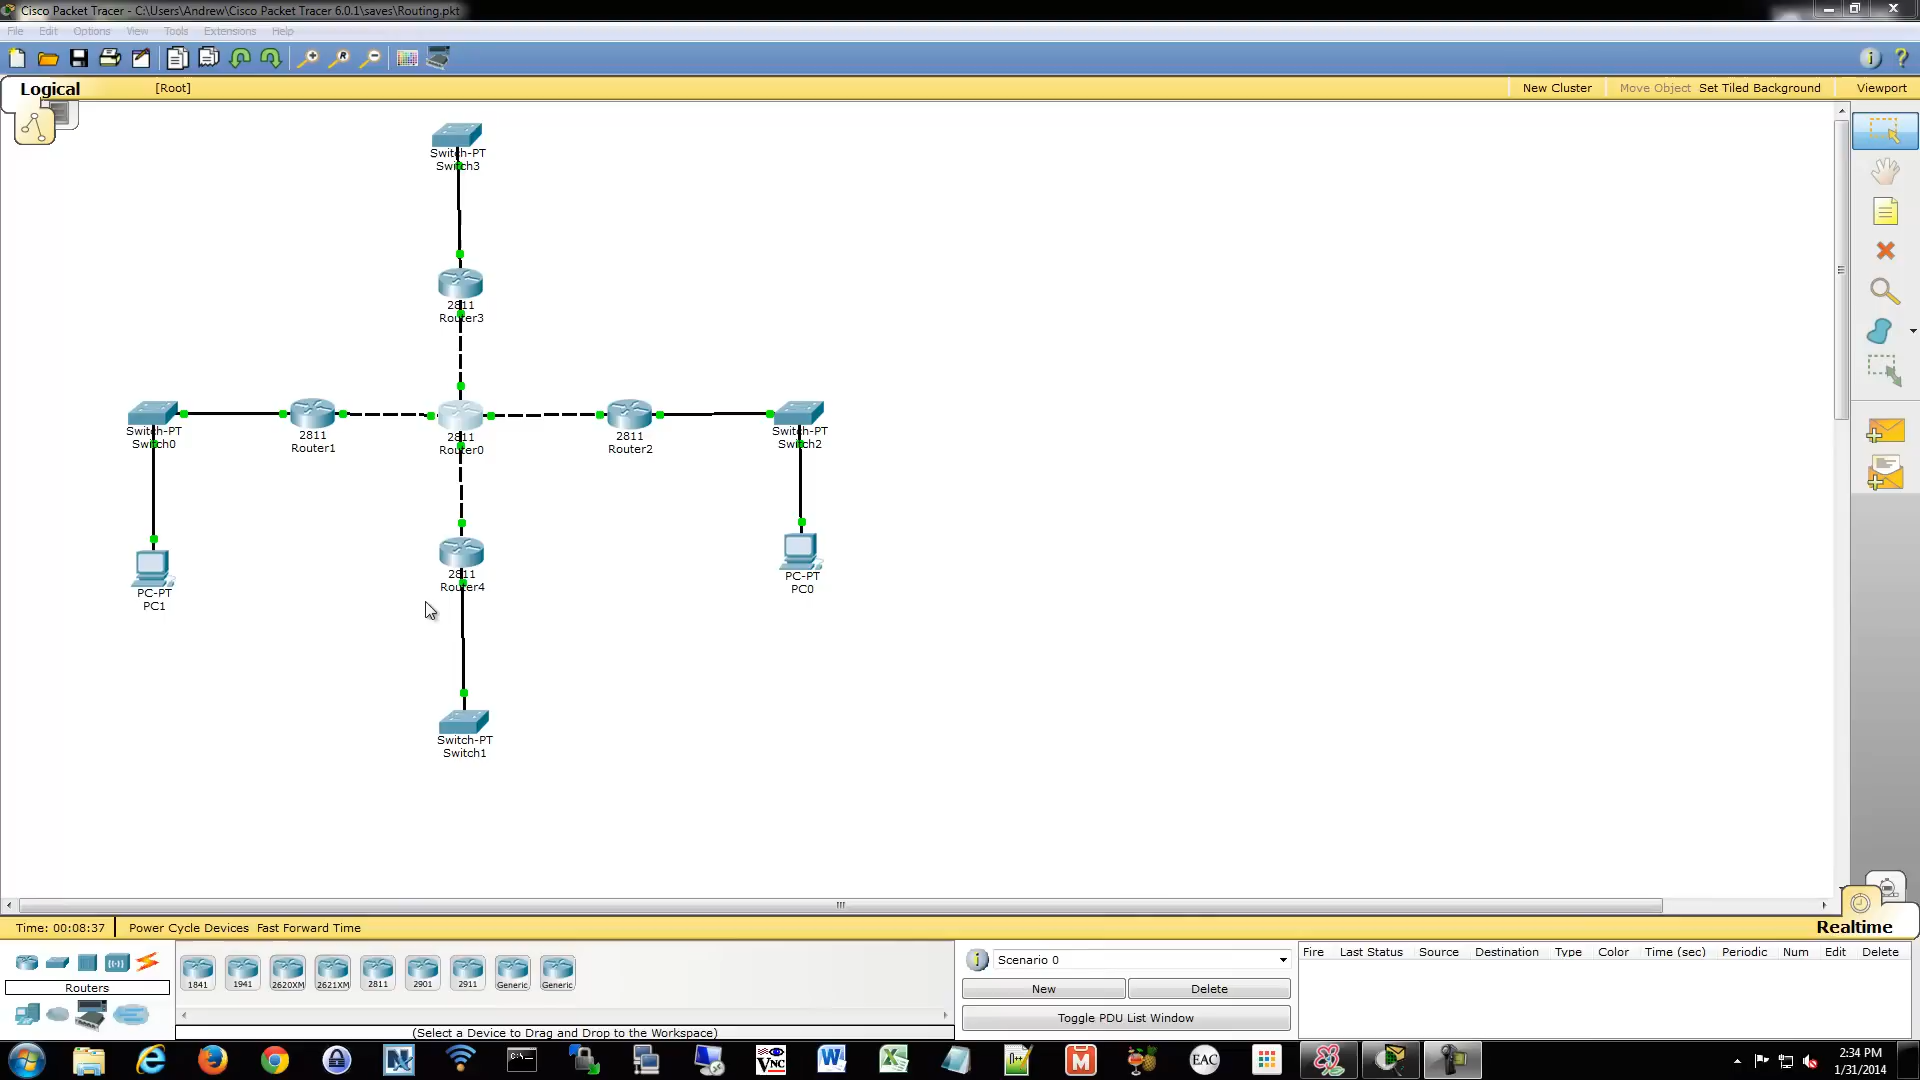 Cisco Packet Tracer - C:\Users\Andrew\Cisco Packet Tracer 6.0.1\saves\Routing.pkt
File Edit Options View Tools Extensions Help
Logical [Root] New Cluster Move Object Set Tiled Background Viewport
Switch-PT
Switch3
2811
Router3
Switch-PT
Switch0
2811
Router1
2811
Router0
2811
Router2
Switch-PT
Switch2
2811
Router4
PC-PT
PC1
PC-PT
PC0
Switch-PT
Switch1
Time: 00:08:37 Power Cycle Devices Fast Forward Time Realtime
Routers
1841 1941 2620XM 2621XM 2811 2901 2911 Generic Generic
(Select a Device to Drag and Drop to the Workspace)
Scenario 0
New Delete
Toggle PDU List Window
Fire Last Status Source Destination Type Color Time (sec) Periodic Num Edit Delete
VNC
EAC
2:34 PM
1/31/2014